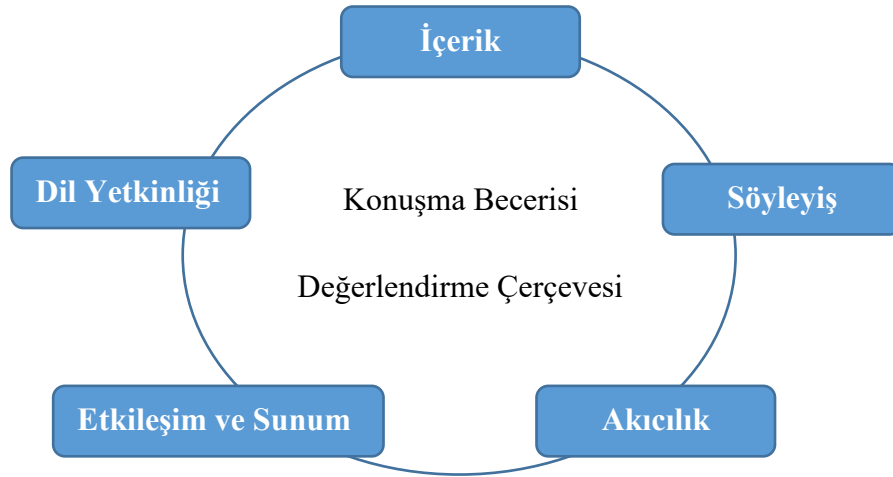 İçerik
Dil Yetkinliği
Konuşma Becerisi
Söyleyiş
Değerlendirme Çerçevesi
Etkileşim ve Sunum
Akıcılık